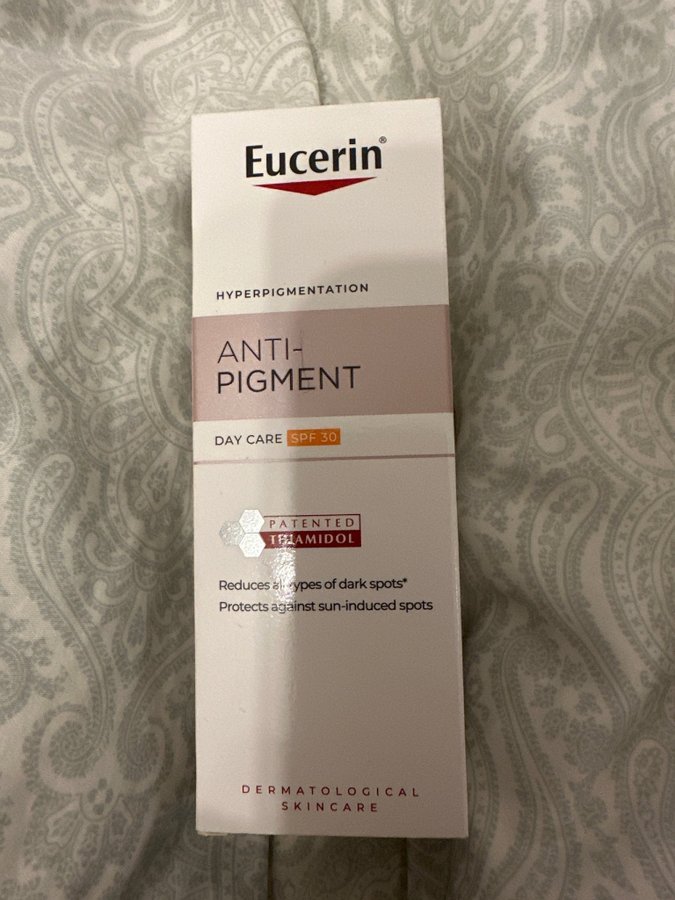 Eucerin®
HYPERPIGMENTATION
ANTI-
PIGMENT
DAY CARE SPF 30
PATENTED
THIAMIDOL
Reduces all types of dark spots*
Protects against sun-induced spots
DERMATOLOGICAL
SKINCARE